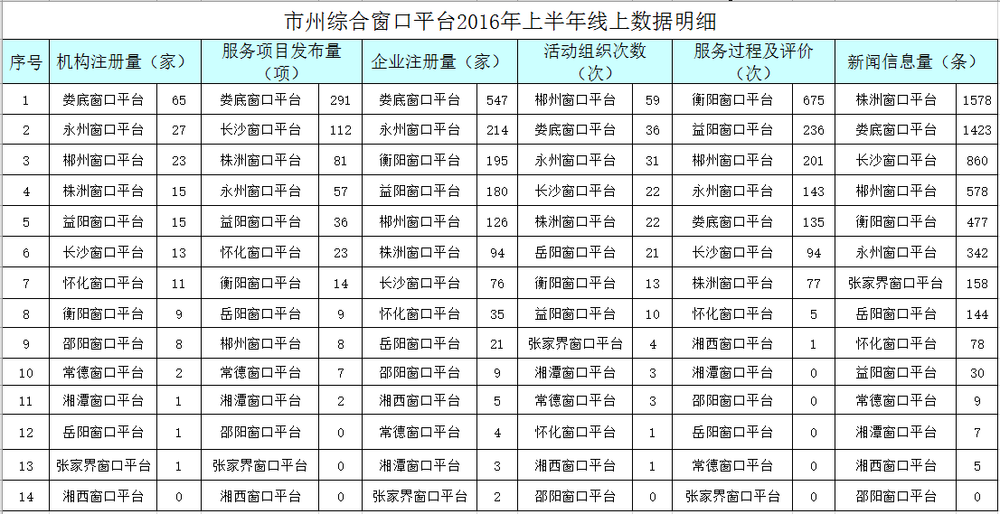 市州综合窗口平台2016年上半年线上数据明细
序号 机构注册量（家） 服务项目发布量（项） 企业注册量（家） 活动组织次数（次） 服务过程及评价（次） 新闻信息量（条）
1 娄底窗口平台 65 娄底窗口平台 291 娄底窗口平台 547 郴州窗口平台 59 衡阳窗口平台 675 株洲窗口平台 1578
2 永州窗口平台 27 长沙窗口平台 112 永州窗口平台 214 娄底窗口平台 36 益阳窗口平台 236 娄底窗口平台 1423
3 郴州窗口平台 23 株洲窗口平台 81 衡阳窗口平台 195 永州窗口平台 31 郴州窗口平台 201 长沙窗口平台 860
4 株洲窗口平台 15 永州窗口平台 57 益阳窗口平台 180 长沙窗口平台 22 永州窗口平台 143 郴州窗口平台 578
5 益阳窗口平台 15 益阳窗口平台 36 郴州窗口平台 126 株洲窗口平台 22 娄底窗口平台 135 衡阳窗口平台 477
6 长沙窗口平台 13 怀化窗口平台 23 株洲窗口平台 94 岳阳窗口平台 21 长沙窗口平台 94 永州窗口平台 342
7 怀化窗口平台 11 衡阳窗口平台 14 长沙窗口平台 76 衡阳窗口平台 13 株洲窗口平台 77 张家界窗口平台 158
8 衡阳窗口平台 9 岳阳窗口平台 9 怀化窗口平台 35 益阳窗口平台 10 怀化窗口平台 5 岳阳窗口平台 144
9 邵阳窗口平台 8 郴州窗口平台 8 岳阳窗口平台 21 张家界窗口平台 4 湘西窗口平台 1 怀化窗口平台 78
10 常德窗口平台 2 常德窗口平台 7 邵阳窗口平台 9 湘潭窗口平台 3 湘潭窗口平台 0 益阳窗口平台 30
11 湘潭窗口平台 1 湘潭窗口平台 2 湘西窗口平台 5 常德窗口平台 3 邵阳窗口平台 0 常德窗口平台 9
12 岳阳窗口平台 1 邵阳窗口平台 0 常德窗口平台 4 怀化窗口平台 1 岳阳窗口平台 0 湘潭窗口平台 7
13 张家界窗口平台 1 张家界窗口平台 0 湘潭窗口平台 3 湘西窗口平台 1 常德窗口平台 0 湘西窗口平台 5
14 湘西窗口平台 0 湘西窗口平台 0 张家界窗口平台 2 邵阳窗口平台 0 张家界窗口平台 0 邵阳窗口平台 0